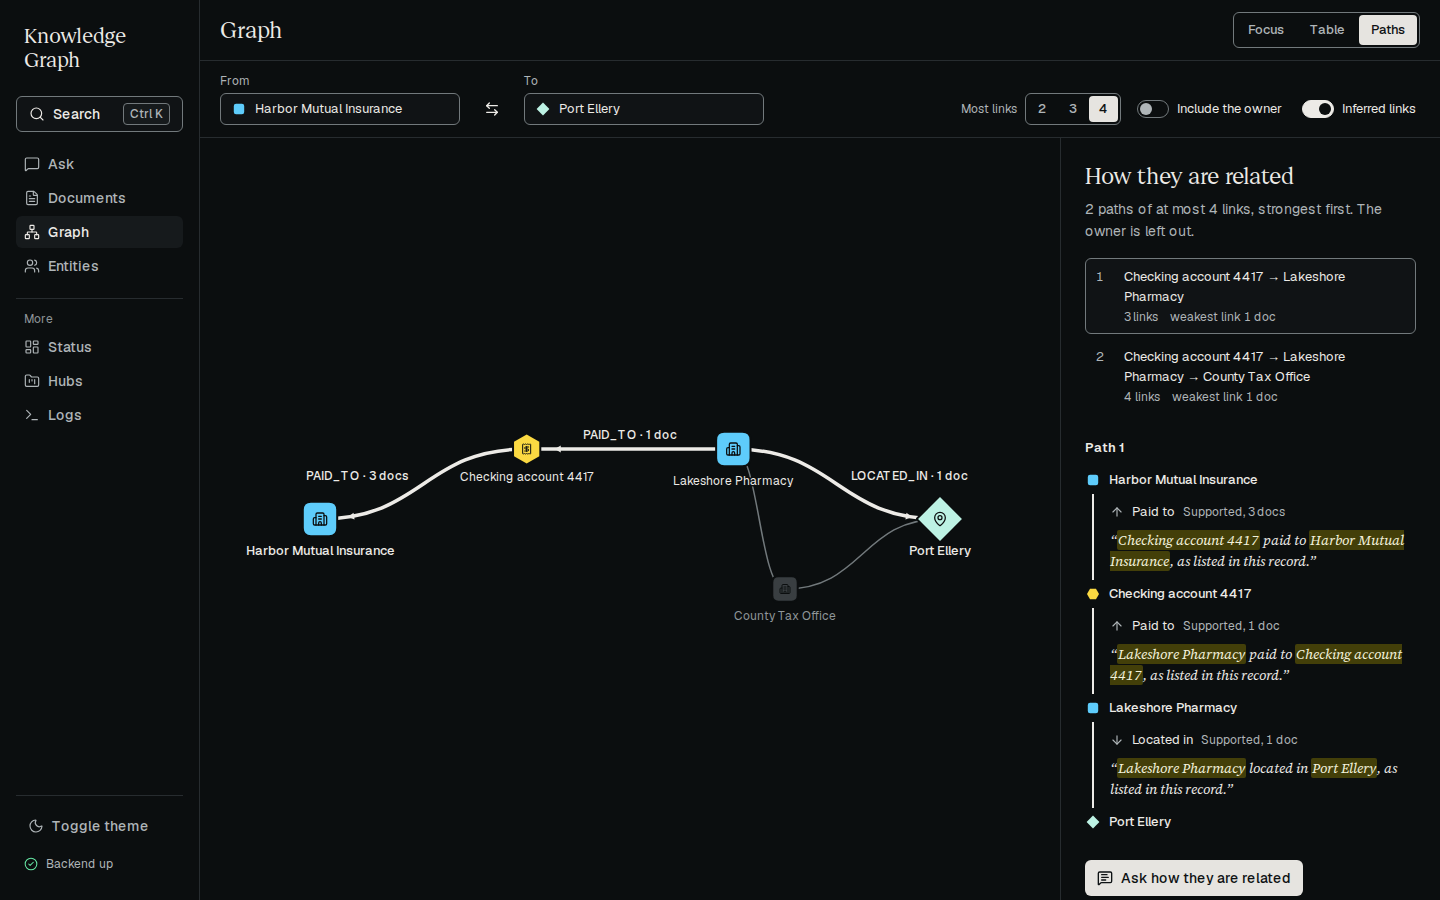 Knowledge
Graph
Search
Ctrl K
Ask
Documents
Graph
Entities
More
Status
Hubs
Logs
Toggle theme
Backend up
Graph
Focus
Table
Paths
From
Harbor Mutual Insurance
To
Port Ellery
Most links
2
3
4
Include the owner
Inferred links
PAID_TO · 1 doc
PAID_TO · 3 docs
Checking account 4417
Lakeshore Pharmacy
LOCATED_IN · 1 doc
Harbor Mutual Insurance
Port Ellery
County Tax Office
How they are related
2 paths of at most 4 links, strongest first. The
owner is left out.
1
Checking account 4417 → Lakeshore
Pharmacy
3 links weakest link 1 doc
2
Checking account 4417 → Lakeshore
Pharmacy → County Tax Office
4 links weakest link 1 doc
Path 1
Harbor Mutual Insurance
↑ Paid to Supported, 3 docs
“Checking account 4417 paid to Harbor Mutual
Insurance, as listed in this record.”
Checking account 4417
↑ Paid to Supported, 1 doc
“Lakeshore Pharmacy paid to Checking account
4417, as listed in this record.”
Lakeshore Pharmacy
↓ Located in Supported, 1 doc
“Lakeshore Pharmacy located in Port Ellery, as
listed in this record.”
Port Ellery
Ask how they are related